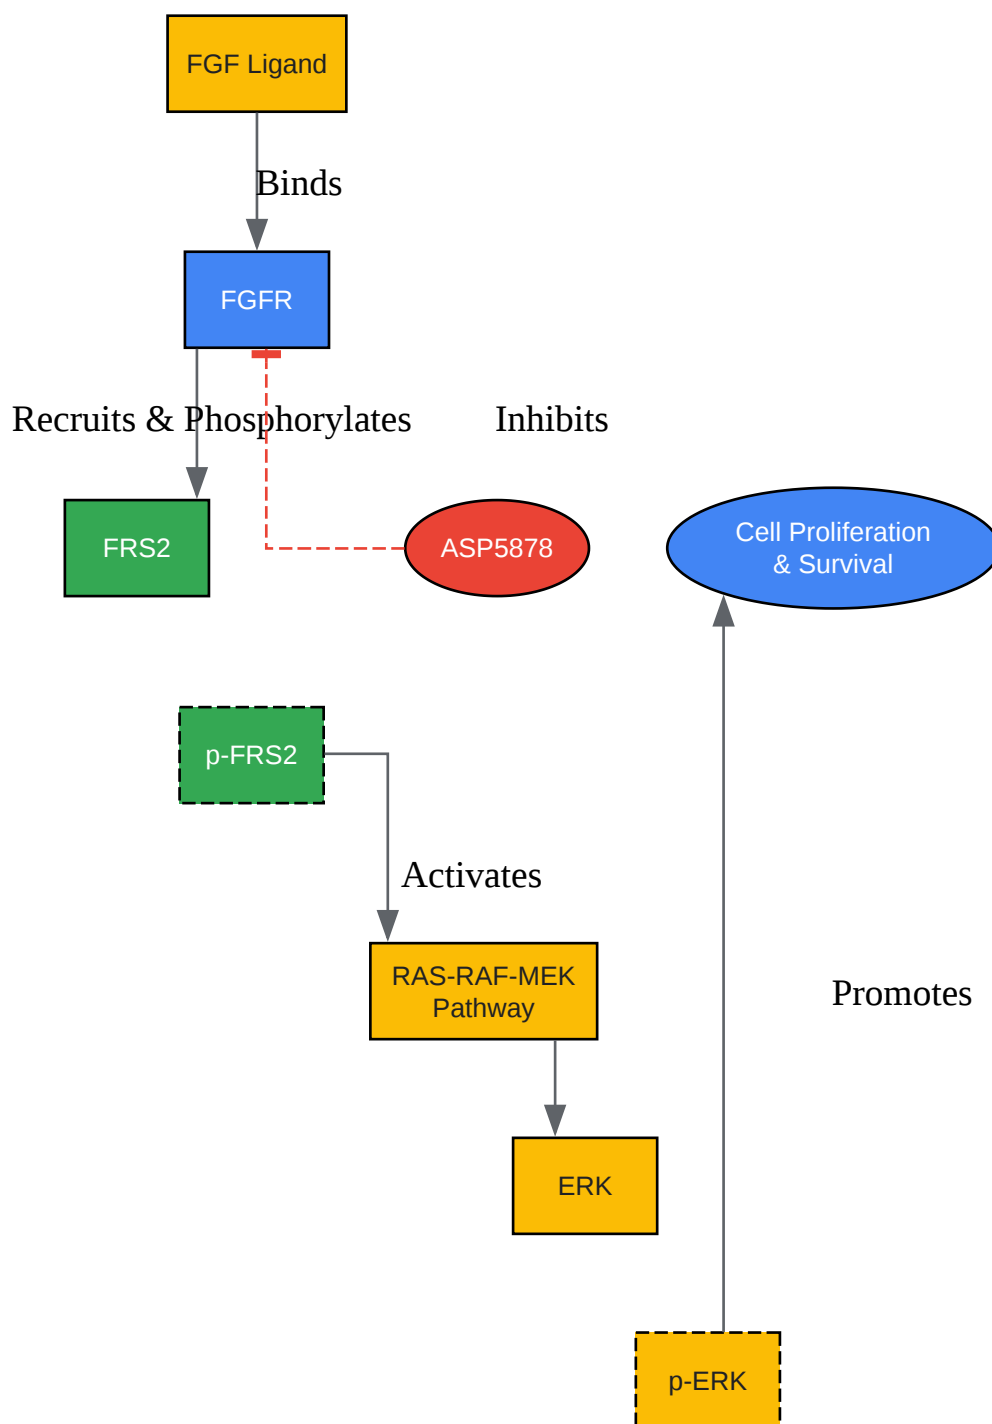 FGF Ligand
Binds
FGFR
Recruits & Phosphorylates
Inhibits
FRS2
ASP5878
Cell Proliferation
& Survival
p-FRS2
Activates
RAS-RAF-MEK
Pathway
Promotes
ERK
p-ERK